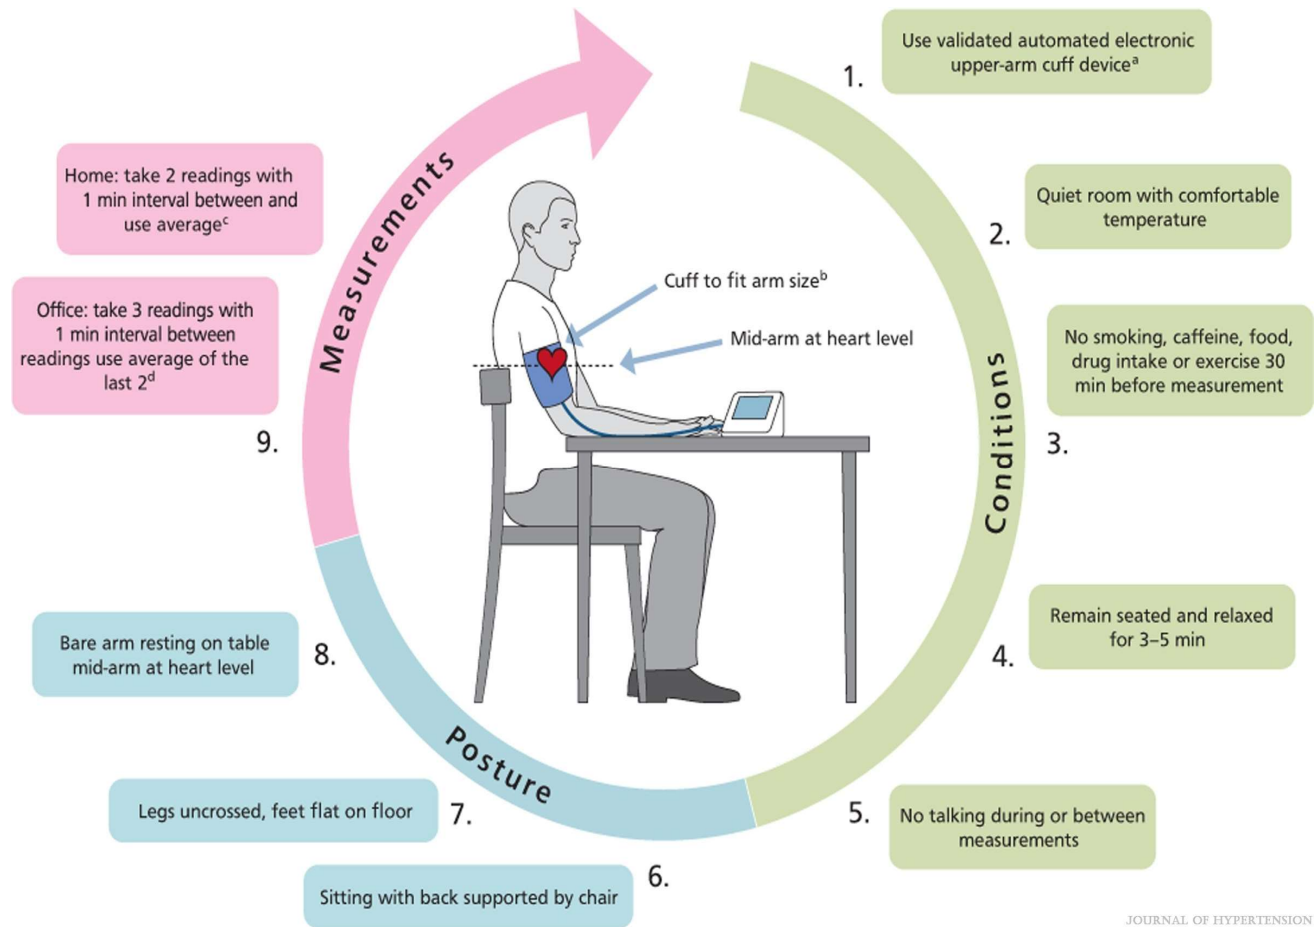 1.
Use validated automated electronic
upper-arm cuff deviceᵃ
2.
Quiet room with comfortable
temperature
3.
No smoking, caffeine, food,
drug intake or exercise 30
min before measurement
4.
Remain seated and relaxed
for 3–5 min
5.
No talking during or between
measurements
Conditions
6.
Sitting with back supported by chair
7.
Legs uncrossed, feet flat on floor
8.
Bare arm resting on table
mid-arm at heart level
Posture
9.
Home: take 2 readings with
1 min interval between and
use averageᶜ
Office: take 3 readings with
1 min interval between
readings use average of the
last 2ᵈ
Measurements
Cuff to fit arm sizeᵇ
Mid-arm at heart level
JOURNAL OF HYPERTENSION